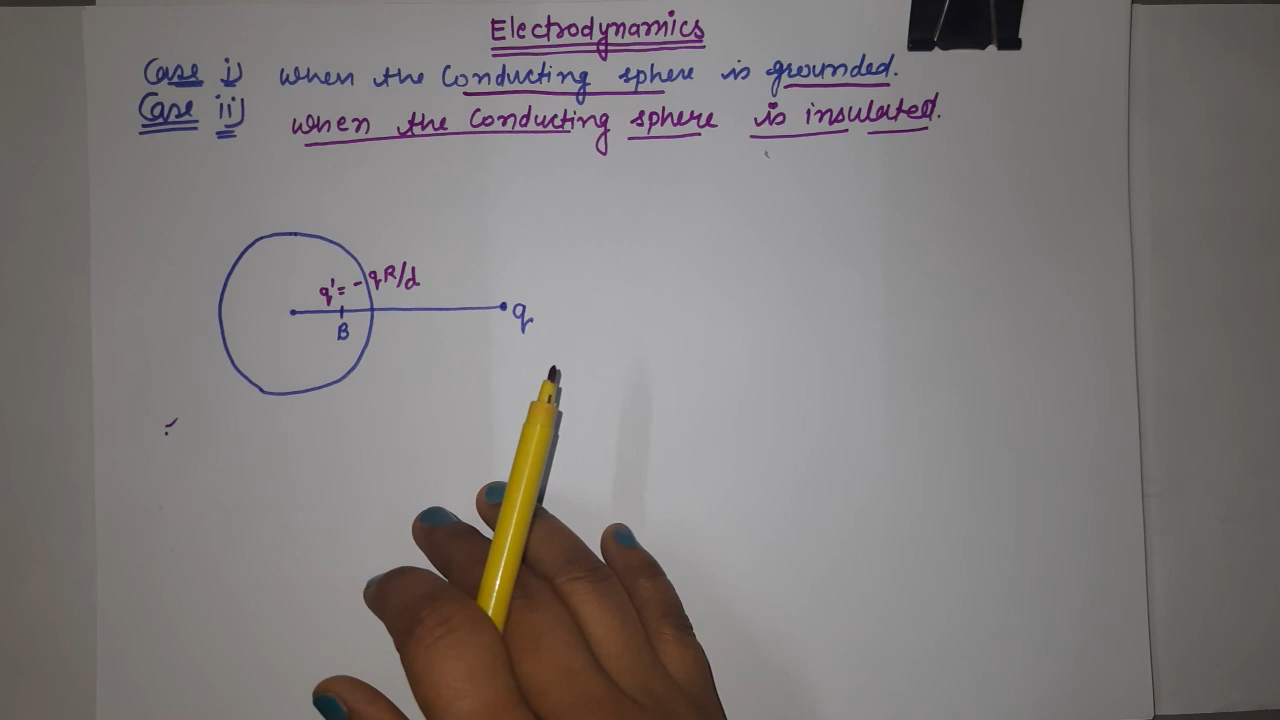 Electrodynamics
Case i) when the conducting sphere is grounded.
Case ii) when the conducting sphere is insulated.
q' = -qR/d
B
q